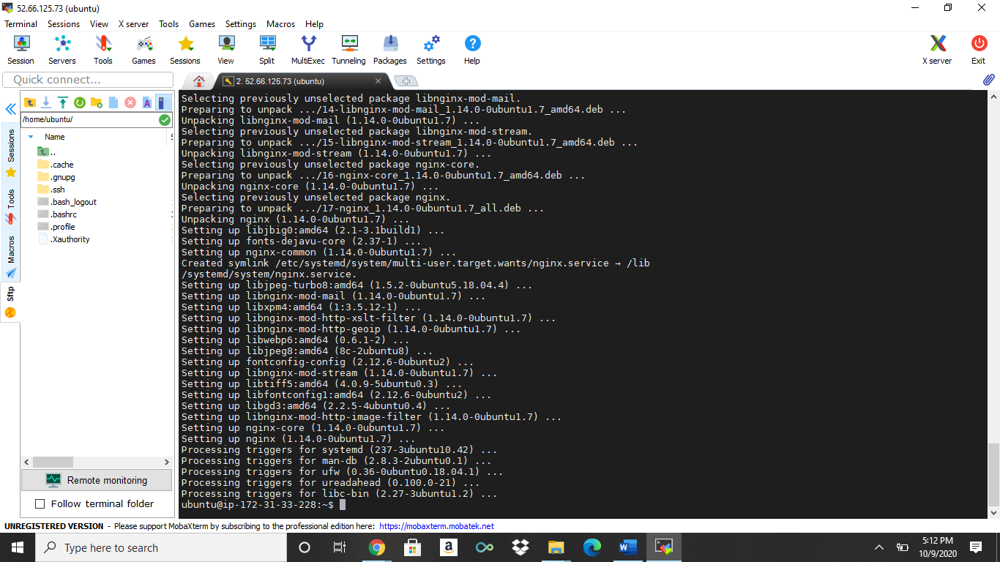 52.66.125.73 (ubuntu)
Terminal Sessions View X server Tools Games Settings Macros Help
Session Servers Tools Games Sessions View Split MultiExec Tunneling Packages Settings Help X server Exit
Quick connect...
2. 52.66.125.73 (ubuntu)
/home/ubuntu/
Name
..
.cache
.gnupg
.ssh
.bash_logout
.bashrc
.profile
.Xauthority
Sessions
Tools
Macros
Sftp
Remote monitoring
Follow terminal folder
Selecting previously unselected package libnginx-mod-mail.
Preparing to unpack .../14-libnginx-mod-mail_1.14.0-0ubuntu1.7_amd64.deb ...
Unpacking libnginx-mod-mail (1.14.0-0ubuntu1.7) ...
Selecting previously unselected package libnginx-mod-stream.
Preparing to unpack .../15-libnginx-mod-stream_1.14.0-0ubuntu1.7_amd64.deb ...
Unpacking libnginx-mod-stream (1.14.0-0ubuntu1.7) ...
Selecting previously unselected package nginx-core.
Preparing to unpack .../16-nginx-core_1.14.0-0ubuntu1.7_amd64.deb ...
Unpacking nginx-core (1.14.0-0ubuntu1.7) ...
Selecting previously unselected package nginx.
Preparing to unpack .../17-nginx_1.14.0-0ubuntu1.7_all.deb ...
Unpacking nginx (1.14.0-0ubuntu1.7) ...
Setting up libjbig0:amd64 (2.1-3.1build1) ...
Setting up fonts-dejavu-core (2.37-1) ...
Setting up nginx-common (1.14.0-0ubuntu1.7) ...
Created symlink /etc/systemd/system/multi-user.target.wants/nginx.service → /lib
/systemd/system/nginx.service.
Setting up libjpeg-turbo8:amd64 (1.5.2-0ubuntu5.18.04.4) ...
Setting up libnginx-mod-mail (1.14.0-0ubuntu1.7) ...
Setting up libxpm4:amd64 (1:3.5.12-1) ...
Setting up libnginx-mod-http-xslt-filter (1.14.0-0ubuntu1.7) ...
Setting up libnginx-mod-http-geoip (1.14.0-0ubuntu1.7) ...
Setting up libwebp6:amd64 (0.6.1-2) ...
Setting up libjpeg8:amd64 (8c-2ubuntu8) ...
Setting up fontconfig-config (2.12.6-0ubuntu2) ...
Setting up libnginx-mod-stream (1.14.0-0ubuntu1.7) ...
Setting up libtiff5:amd64 (4.0.9-5ubuntu0.3) ...
Setting up libfontconfig1:amd64 (2.12.6-0ubuntu2) ...
Setting up libgd3:amd64 (2.2.5-4ubuntu0.4) ...
Setting up libnginx-mod-http-image-filter (1.14.0-0ubuntu1.7) ...
Setting up nginx-core (1.14.0-0ubuntu1.7) ...
Setting up nginx (1.14.0-0ubuntu1.7) ...
Processing triggers for systemd (237-3ubuntu10.42) ...
Processing triggers for man-db (2.8.3-2ubuntu0.1) ...
Processing triggers for ufw (0.36-0ubuntu0.18.04.1) ...
Processing triggers for ureadahead (0.100.0-21) ...
Processing triggers for libc-bin (2.27-3ubuntu1.2) ...
ubuntu@ip-172-31-33-228:~$
UNREGISTERED VERSION - Please support MobaXterm by subscribing to the professional edition here: https://mobaxterm.mobatek.net
Type here to search
5:12 PM
10/9/2020